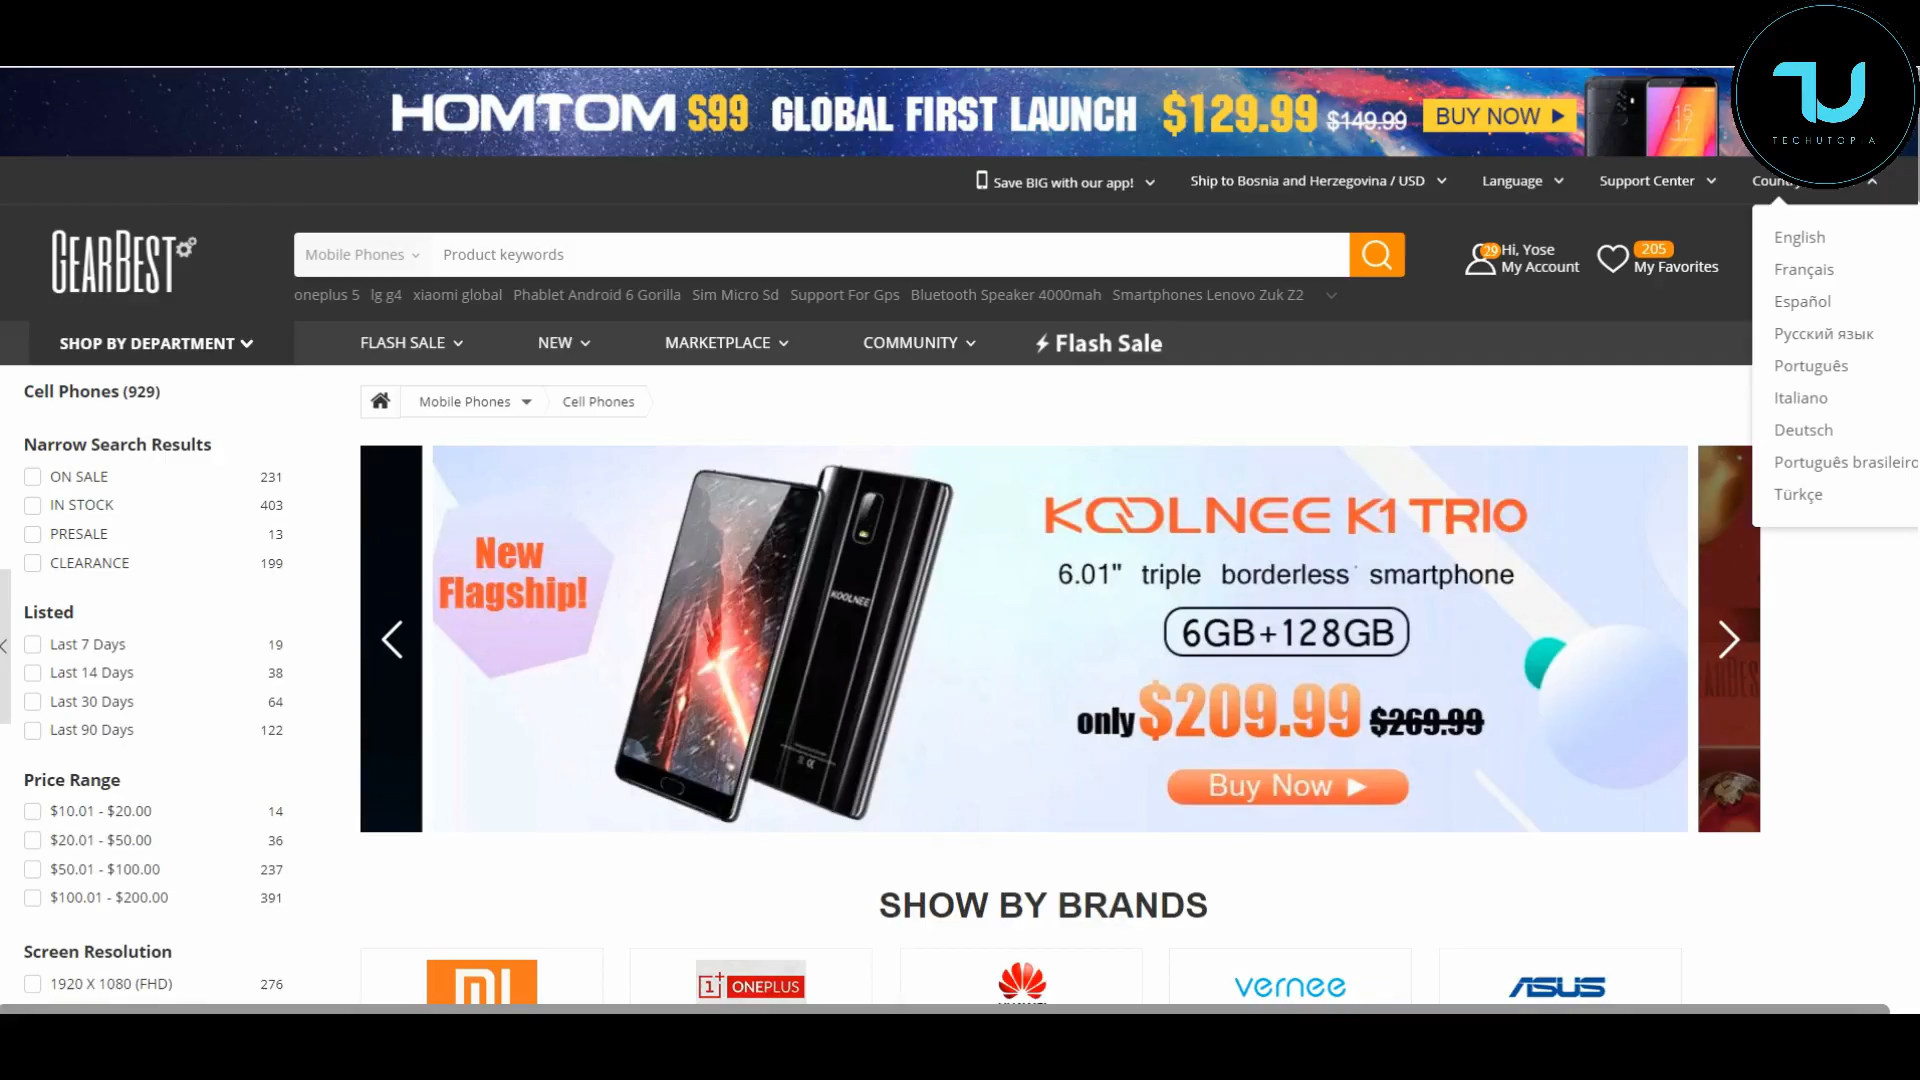 HOMTOM S99 GLOBAL FIRST LAUNCH $129.99 $149.99 BUY NOW
TU
TECHUTOPIA
Save BIG with our app! Ship to Bosnia and Herzegovina / USD Language Support Center
GEARBEST
Mobile Phones Product keywords
29 Hi, Yose
My Account
205
My Favorites
oneplus 5 lg g4 xiaomi global Phablet Android 6 Gorilla Sim Micro Sd Support For Gps Bluetooth Speaker 4000mah Smartphones Lenovo Zuk Z2
English
Français
Español
Русский язык
Português
Italiano
Deutsch
Português brasileiro
Türkçe
SHOP BY DEPARTMENT FLASH SALE NEW MARKETPLACE COMMUNITY Flash Sale
Cell Phones (929)
Narrow Search Results
ON SALE 231
IN STOCK 403
PRESALE 13
CLEARANCE 199
Listed
Last 7 Days 19
Last 14 Days 38
Last 30 Days 64
Last 90 Days 122
Price Range
$10.01 - $20.00 14
$20.01 - $50.00 36
$50.01 - $100.00 237
$100.01 - $200.00 391
Screen Resolution
1920 X 1080 (FHD) 276
Mobile Phones Cell Phones
New
Flagship!
KOOLNEE
KOOLNEE K1 TRIO
6.01" triple borderless smartphone
6GB+128GB
only $209.99 $269.99
Buy Now
SHOW BY BRANDS
MI
1+ ONEPLUS
vernee
ASUS